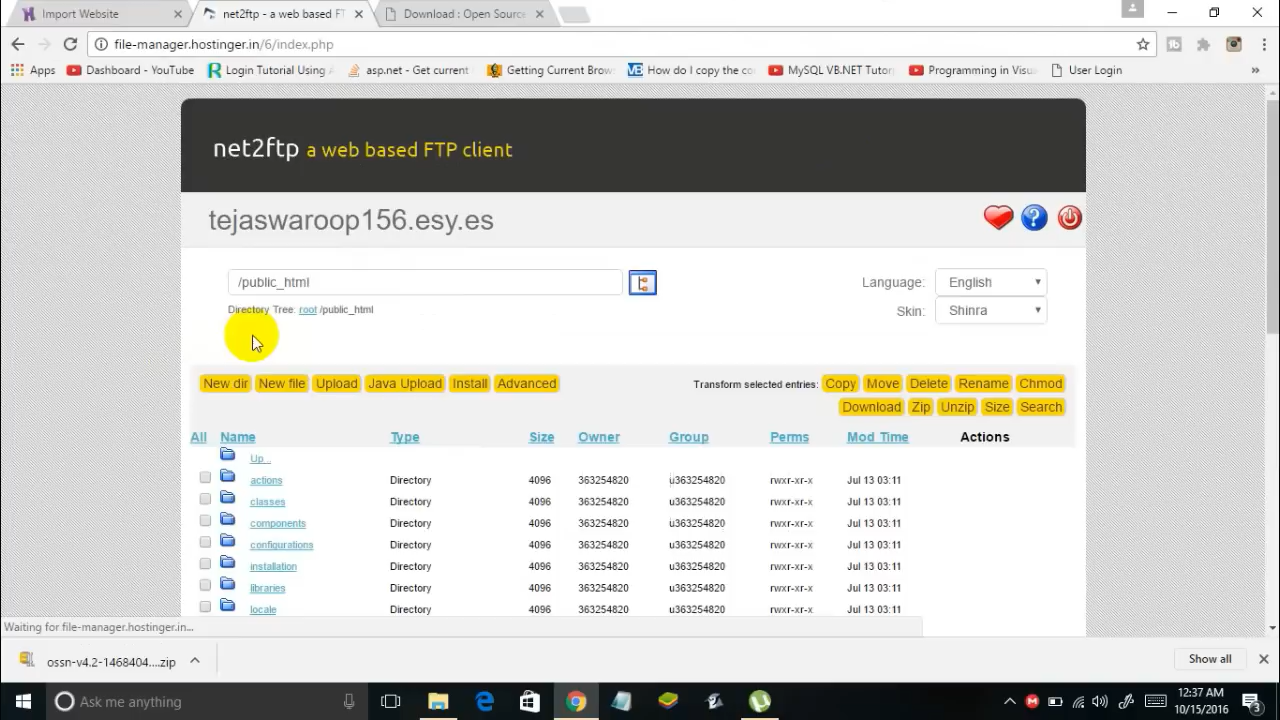 Import Website
net2ftp - a web based FT
Download : Open Source
file-manager.hostinger.in/6/index.php
Apps
Dashboard - YouTube
Login Tutorial Using
asp.net - Get current
Getting Current Brow
How do I copy the co
MySQL VB.NET Tutor
Programming in Visua
User Login
net2ftp a web based FTP client
tejaswaroop156.esy.es
/public_html
Language: English
Directory Tree: root /public_html
Skin: Shinra
New dir New file Upload Java Upload Install Advanced
Transform selected entries: Copy Move Delete Rename Chmod
Download Zip Unzip Size Search
All Name Type Size Owner Group Perms Mod Time Actions
Up ..
actions Directory 4096 363254820 u363254820 rwxr-xr-x Jul 13 03:11
classes Directory 4096 363254820 u363254820 rwxr-xr-x Jul 13 03:11
components Directory 4096 363254820 u363254820 rwxr-xr-x Jul 13 03:11
configurations Directory 4096 363254820 u363254820 rwxr-xr-x Jul 13 03:11
installation Directory 4096 363254820 u363254820 rwxr-xr-x Jul 13 03:11
libraries Directory 4096 363254820 u363254820 rwxr-xr-x Jul 13 03:11
locale Directory 4096 363254820 u363254820 rwxr-xr-x Jul 13 03:11
Waiting for file-manager.hostinger.in...
ossn-v4.2-1468404....zip
Show all
Ask me anything
12:37 AM
10/15/2016
3